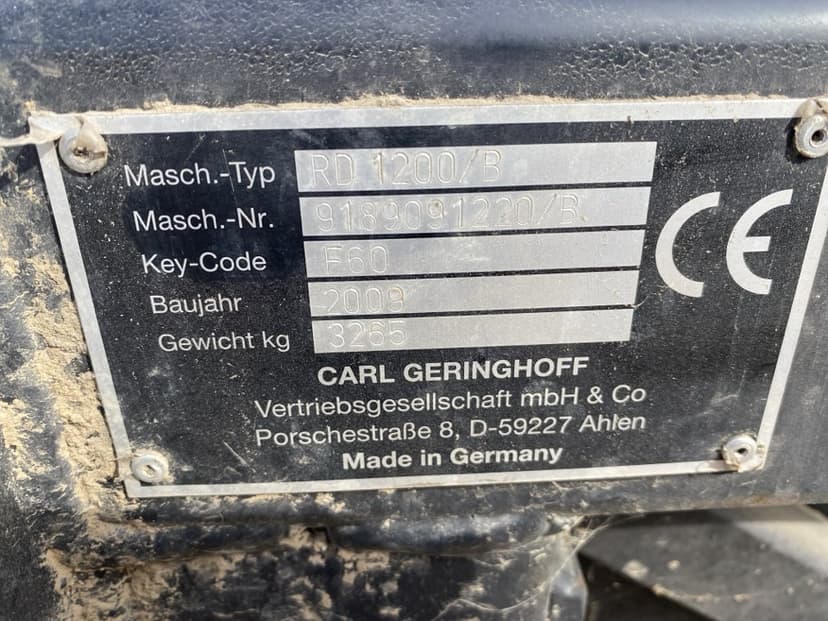 Masch.-Typ RD 1200/B
Masch.-Nr. 9189091220/B
Key-Code F60
Baujahr 2008
Gewicht kg 3265
CE
CARL GERINGHOFF
Vertriebsgesellschaft mbH & Co
Porschestraße 8, D-59227 Ahlen
Made in Germany